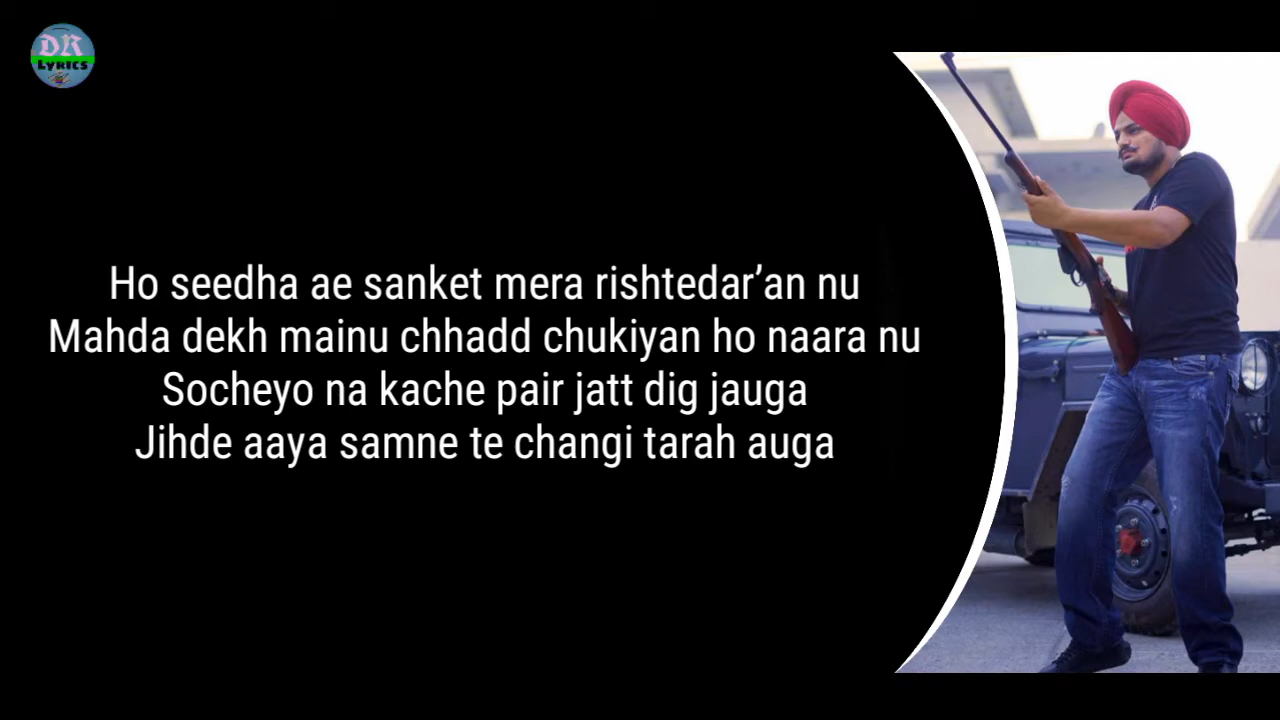 DR
LYRICS
Ho seedha ae sanket mera rishtedar’an nu
Mahda dekh mainu chhadd chukiyan ho naara nu
Socheyo na kache pair jatt dig jauga
Jihde aaya samne te changi tarah auga